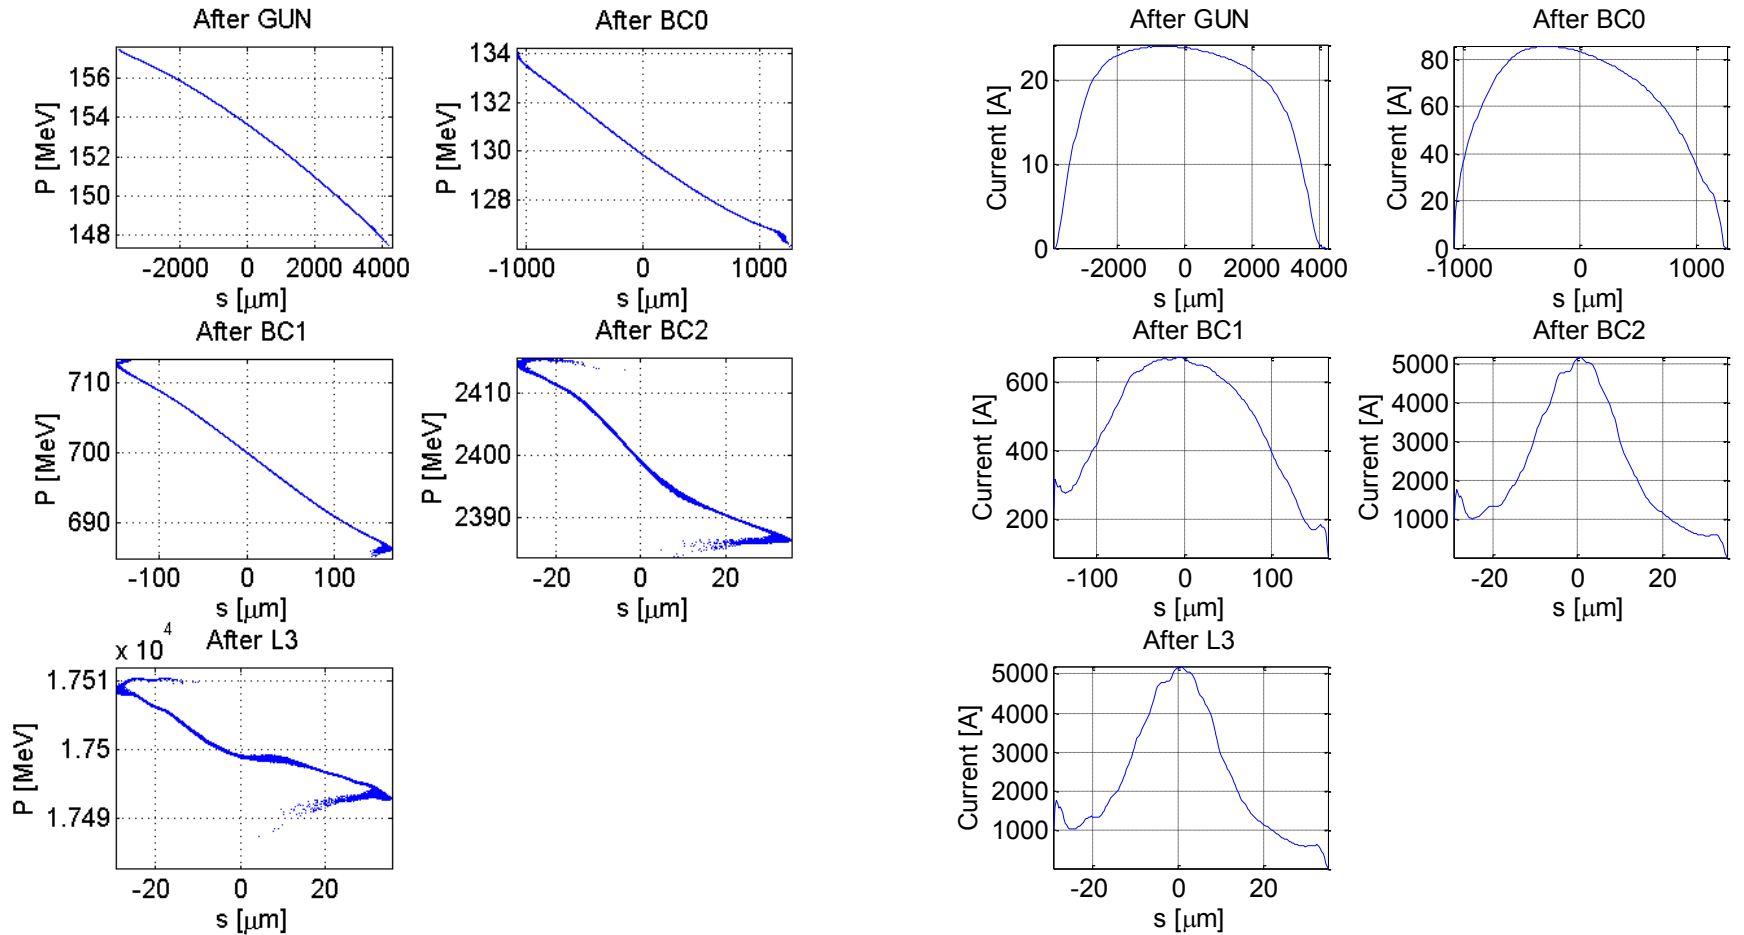 After GUN
P [MeV]
156
154
152
150
148
-2000 0 2000 4000
s [μm]
After BC0
P [MeV]
134
132
130
128
-1000 0 1000
s [μm]
After GUN
Current [A]
20
10
0
-2000 0 2000 4000
s [μm]
After BC0
Current [A]
80
60
40
20
0
-1000 0 1000
s [μm]
After BC1
P [MeV]
710
700
690
-100 0 100
s [μm]
After BC2
P [MeV]
2410
2400
2390
-20 0 20
s [μm]
After BC1
Current [A]
600
400
200
-100 0 100
s [μm]
After BC2
Current [A]
5000
4000
3000
2000
1000
-20 0 20
s [μm]
x 10^4
After L3
P [MeV]
1.751
1.75
1.749
-20 0 20
s [μm]
After L3
Current [A]
5000
4000
3000
2000
1000
-20 0 20
s [μm]